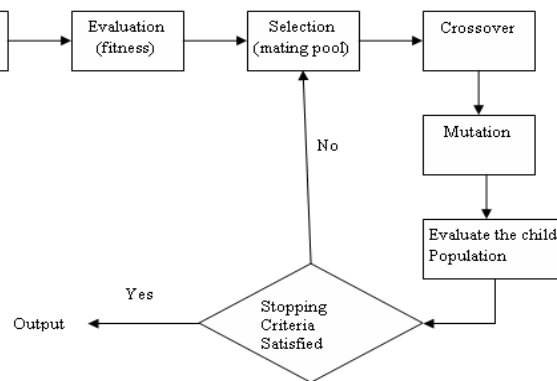 Evaluation
(fitness)
Selection
(mating pool)
Crossover
Mutation
No
Evaluate the child
Population
Yes
Stopping
Criteria
Satisfied
Output